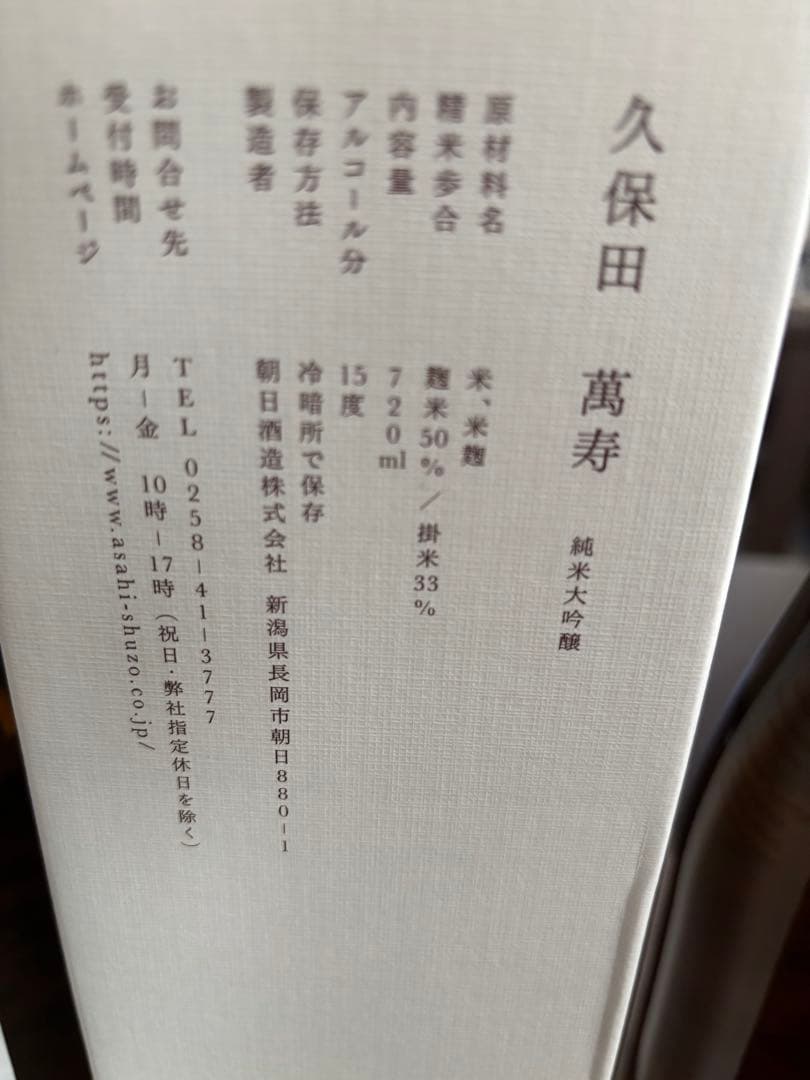 久保田 萬寿 純米大吟醸
原材料名 米、米麹
精米歩合 麹米50%／掛米33%
内容量 720ml
アルコール分 15度
保存方法 冷暗所で保存
製造者 朝日酒造株式会社 新潟県長岡市朝日880-1
お問合せ先 TEL 0258-41-3777
受付時間 月-金 10時-17時（祝日・弊社指定休日を除く）
ホームページ https://www.asahi-shuzo.co.jp/